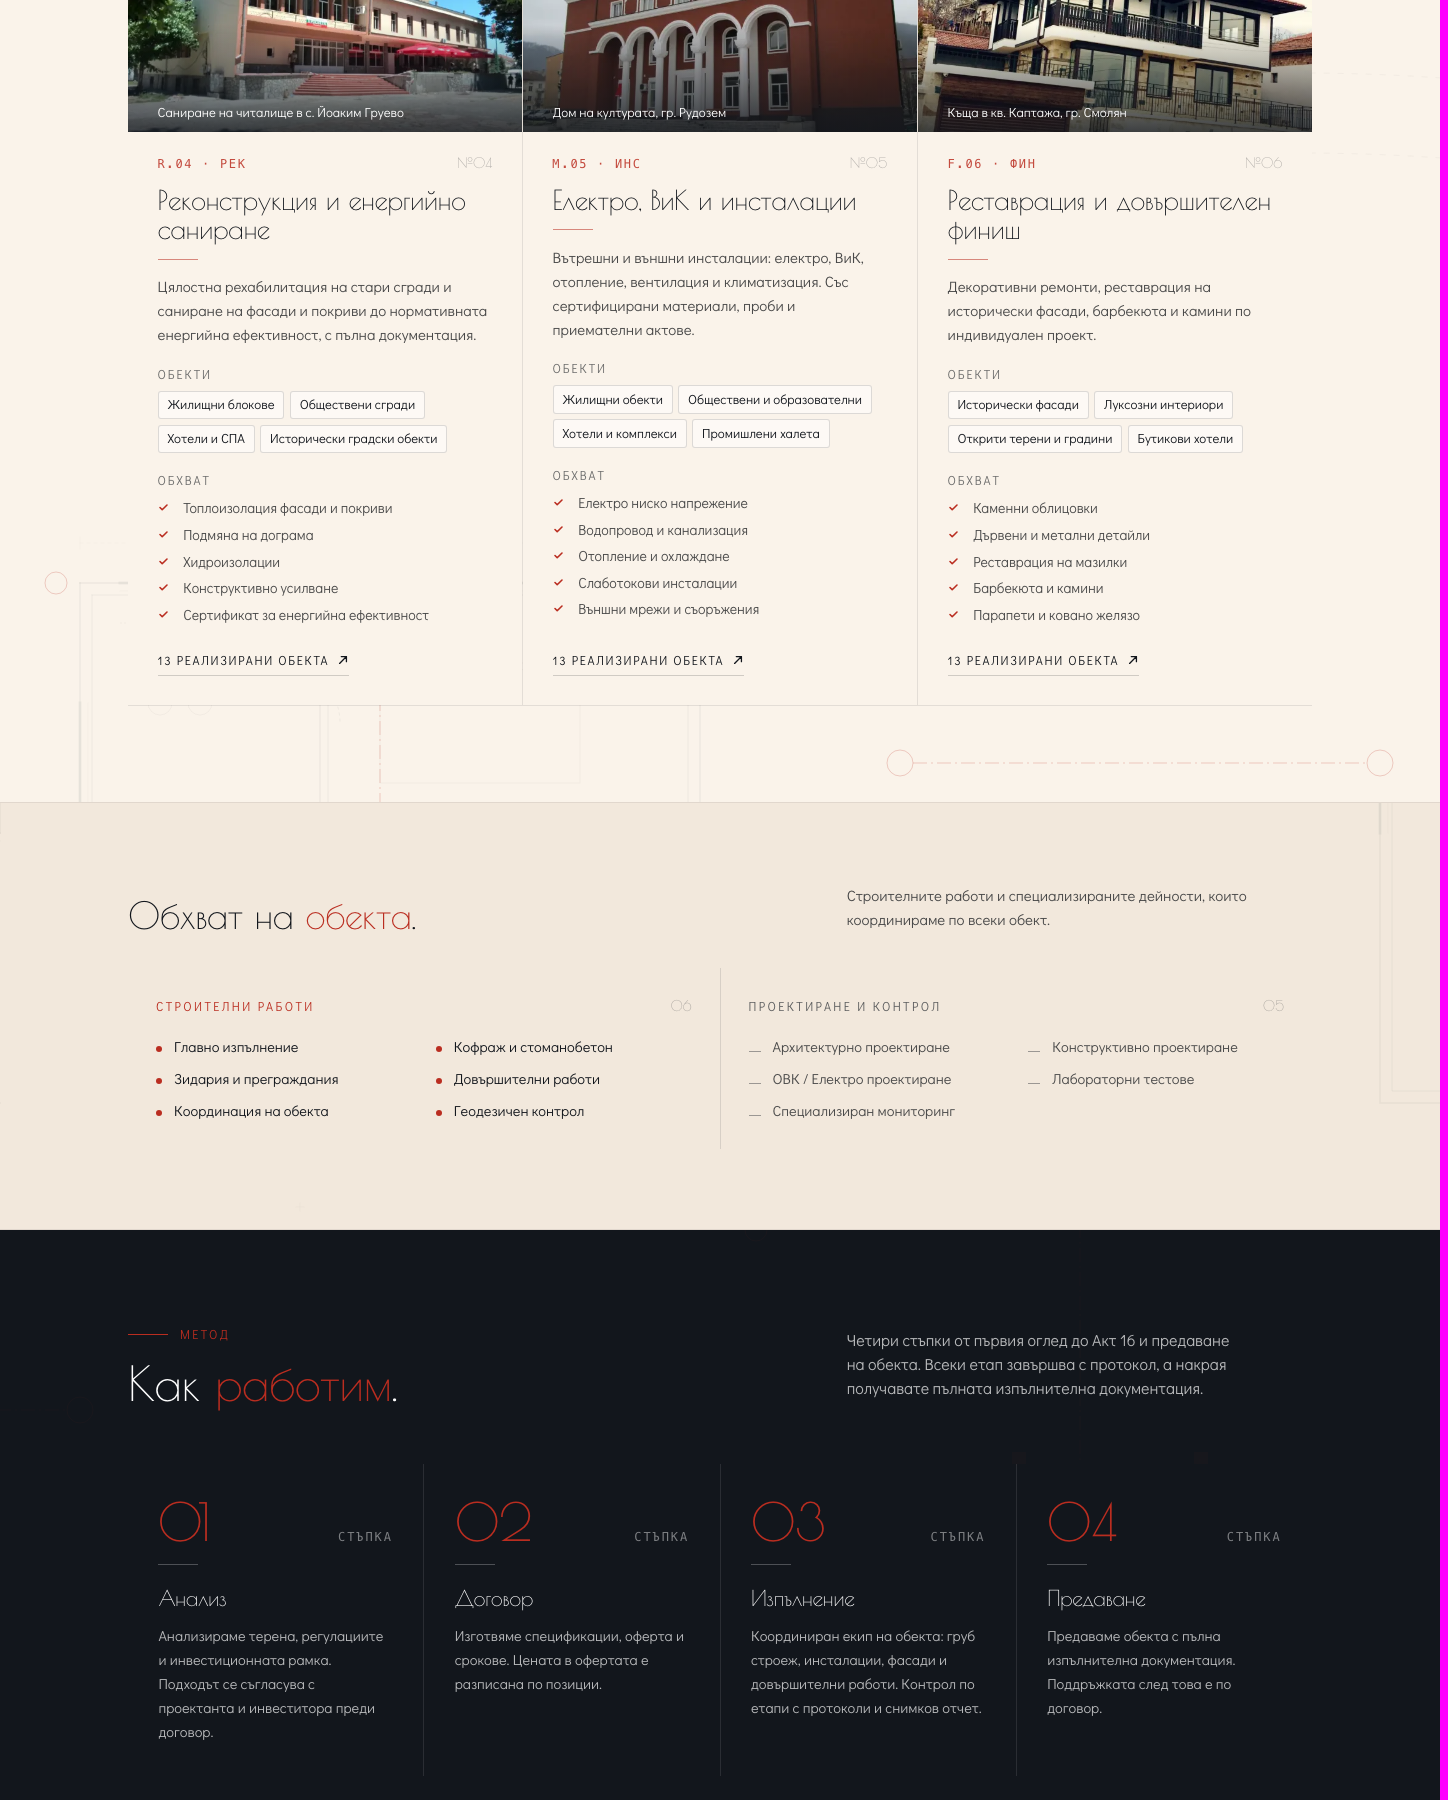 Саниране на читалище в с. Йоаким Груево
R.04 · РЕК
№04
Реконструкция и енергийно
саниране
Цялостна рехабилитация на стари сгради и
саниране на фасади и покриви до нормативната
енергийна ефективност, с пълна документация.
ОБЕКТИ
Жилищни блокове
Обществени сгради
Хотели и СПА
Исторически градски обекти
ОБХВАТ
Топлоизолация фасади и покриви
Подмяна на дограма
Хидроизолации
Конструктивно усилване
Сертификат за енергийна ефективност
13 РЕАЛИЗИРАНИ ОБЕКТА
Дом на културата, гр. Рудозем
М.05 · ИНС
№05
Електро, ВиК и инсталации
Вътрешни и външни инсталации: електро, ВиК,
отопление, вентилация и климатизация. Със
сертифицирани материали, проби и
приемателни актове.
ОБЕКТИ
Жилищни обекти
Обществени и образователни
Хотели и комплекси
Промишлени халета
ОБХВАТ
Електро ниско напрежение
Водопровод и канализация
Отопление и охлаждане
Слаботокови инсталации
Външни мрежи и съоръжения
13 РЕАЛИЗИРАНИ ОБЕКТА
Къща в кв. Каптажа, гр. Смолян
F.06 · ФИН
№06
Реставрация и довършителен
финиш
Декоративни ремонти, реставрация на
исторически фасади, барбекюта и камини по
индивидуален проект.
ОБЕКТИ
Исторически фасади
Луксозни интериори
Открити терени и градини
Бутикови хотели
ОБХВАТ
Каменни облицовки
Дървени и метални детайли
Реставрация на мазилки
Барбекюта и камини
Парапети и ковано желязо
13 РЕАЛИЗИРАНИ ОБЕКТА
Обхват на обекта.
Строителните работи и специализираните дейности, които
координираме по всеки обект.
СТРОИТЕЛНИ РАБОТИ
06
Главно изпълнение
Кофраж и стоманобетон
Зидария и преграждания
Довършителни работи
Координация на обекта
Геодезичен контрол
ПРОЕКТИРАНЕ И КОНТРОЛ
05
Архитектурно проектиране
Конструктивно проектиране
ОВК / Електро проектиране
Лабораторни тестове
Специализиран мониторинг
МЕТОД
Как работим.
Четири стъпки от първия оглед до Акт 16 и предаване
на обекта. Всеки етап завършва с протокол, а накрая
получавате пълната изпълнителна документация.
01
СТЪПКА
Анализ
Анализираме терена, регулациите
и инвестиционната рамка.
Подходът се съгласува с
проектанта и инвеститора преди
договор.
02
СТЪПКА
Договор
Изготвяме спецификации, оферта и
срокове. Цената в офертата е
разписана по позиции.
03
СТЪПКА
Изпълнение
Координиран екип на обекта: груб
строеж, инсталации, фасади и
довършителни работи. Контрол по
етапи с протоколи и снимков отчет.
04
СТЪПКА
Предаване
Предаваме обекта с пълна
изпълнителна документация.
Поддръжката след това е по
договор.